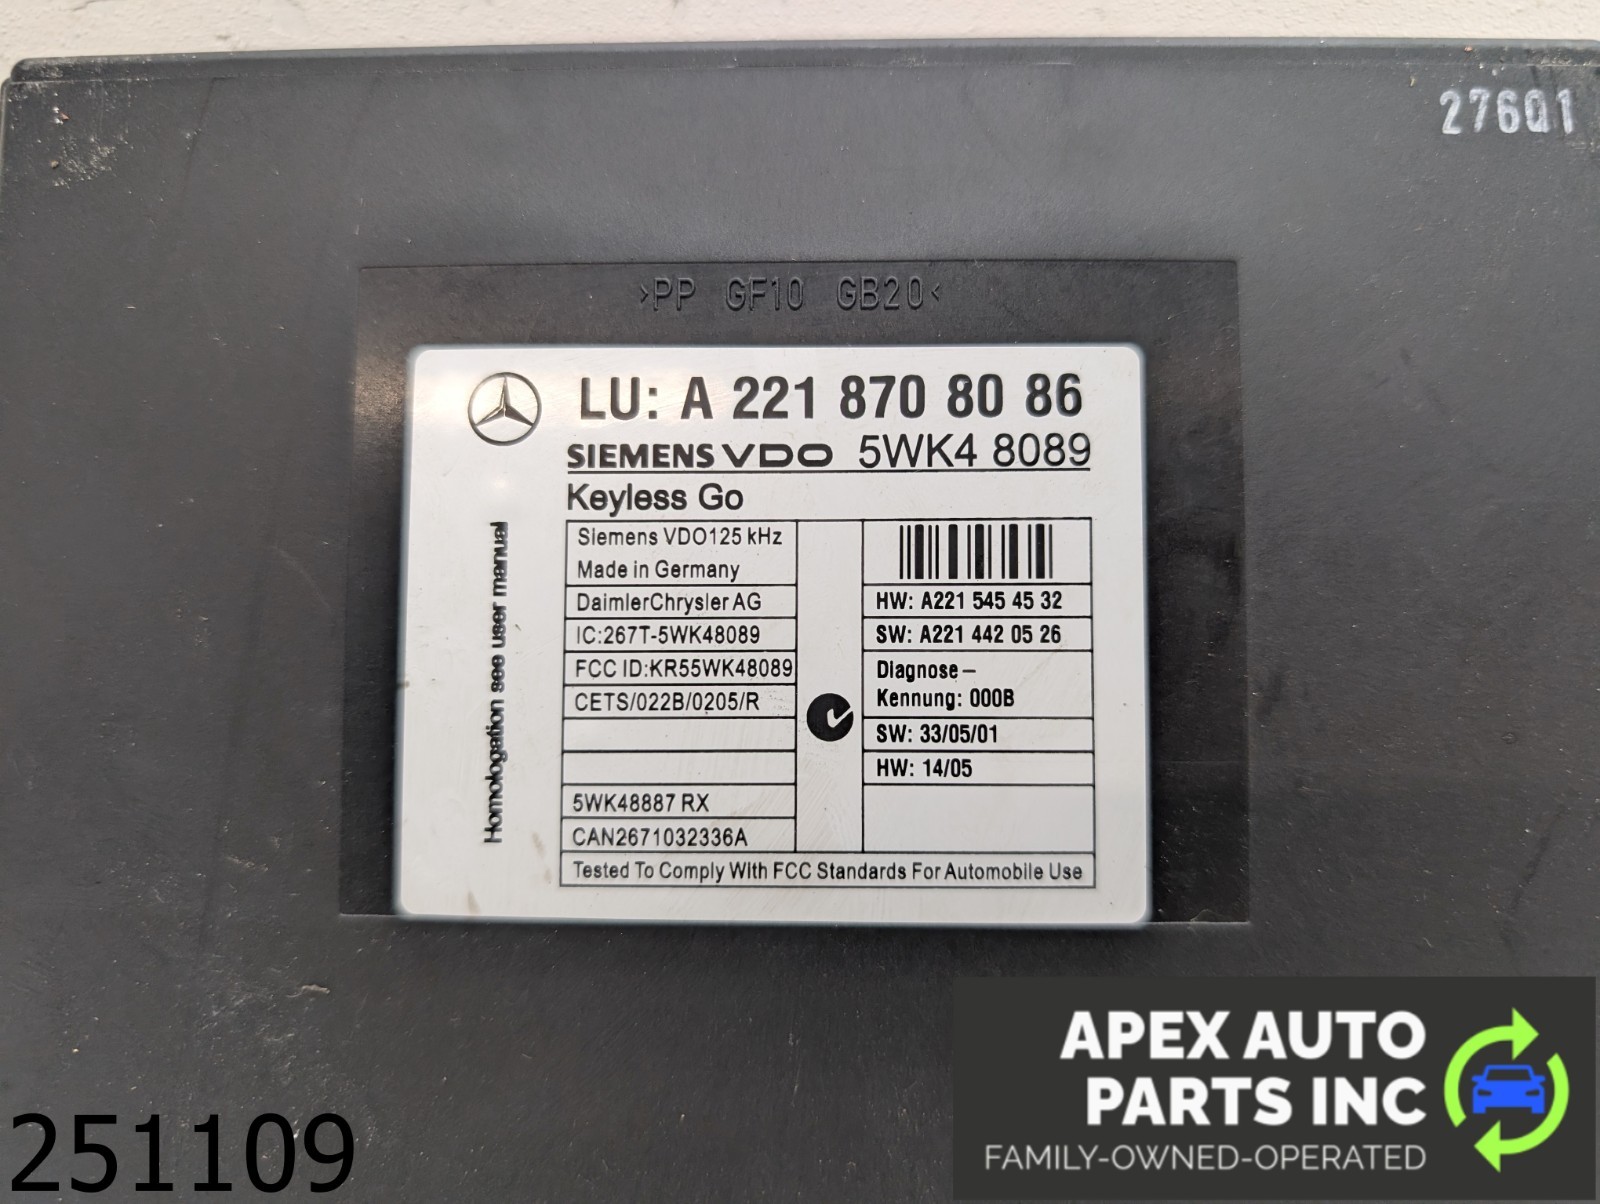 27601
>PP GF10 GB20<
LU: A 221 870 80 86
SIEMENS VDO 5WK4 8089
Keyless Go
Homologation see user manual
Siemens VDO125 kHz
Made in Germany
DaimlerChrysler AG
IC:267T-5WK48089
FCC ID:KR55WK48089
CETS/022B/0205/R
5WK48887 RX
CAN2671032336A
HW: A221 545 45 32
SW: A221 442 05 26
Diagnose-
Kennung: 000B
SW: 33/05/01
HW: 14/05
Tested To Comply With FCC Standards For Automobile Use
APEX AUTO
PARTS INC
FAMILY-OWNED-OPERATED
251109